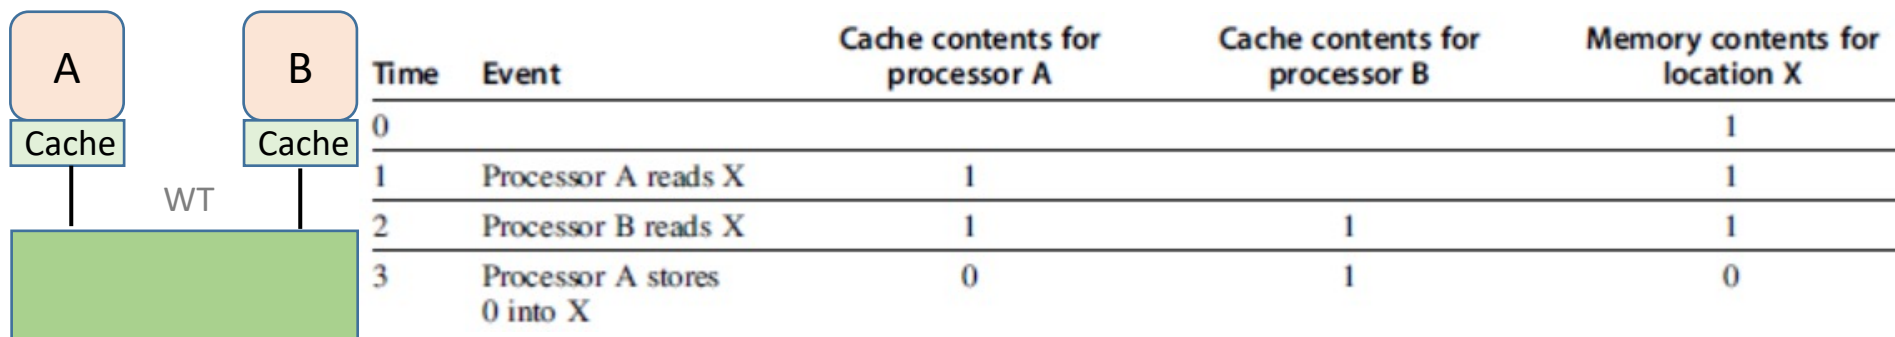 A
B
Cache
Cache
WT
Time Event Cache contents for processor A Cache contents for processor B Memory contents for location X
0 1
1 Processor A reads X 1 1
2 Processor B reads X 1 1 1
3 Processor A stores 0 1 0
0 into X